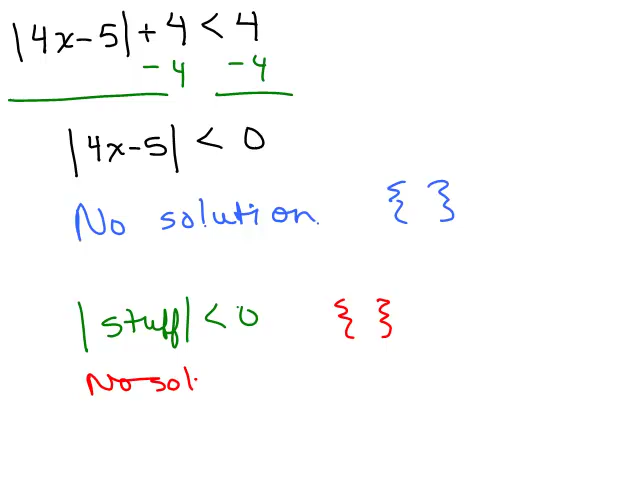 |4x-5| + 4 < 4
-4 -4
|4x-5| < 0
No solution. { }
|stuff| < 0 { }
No sol.